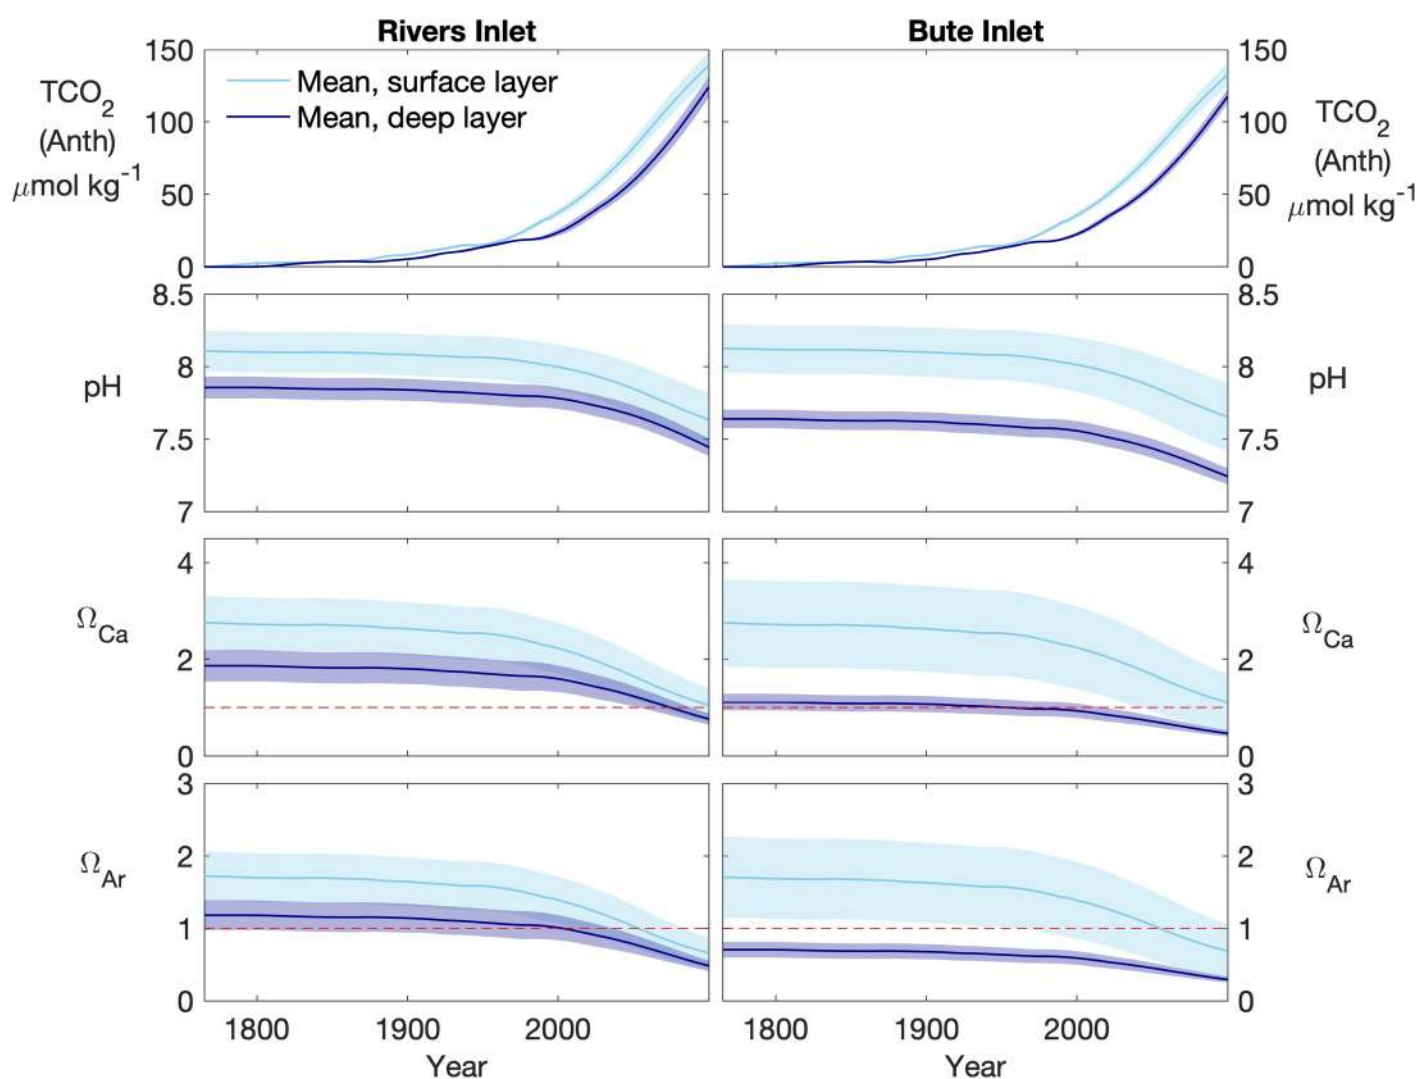 Rivers Inlet
Bute Inlet
150
100
50
0
TCO2
(Anth)
μmol kg-1
Mean, surface layer
Mean, deep layer
150
100
50
0
TCO2
(Anth)
μmol kg-1
8.5
8
7.5
7
pH
8.5
8
7.5
7
pH
4
2
0
ΩCa
4
2
0
ΩCa
3
2
1
0
ΩAr
3
2
1
0
ΩAr
1800 1900 2000
Year
1800 1900 2000
Year